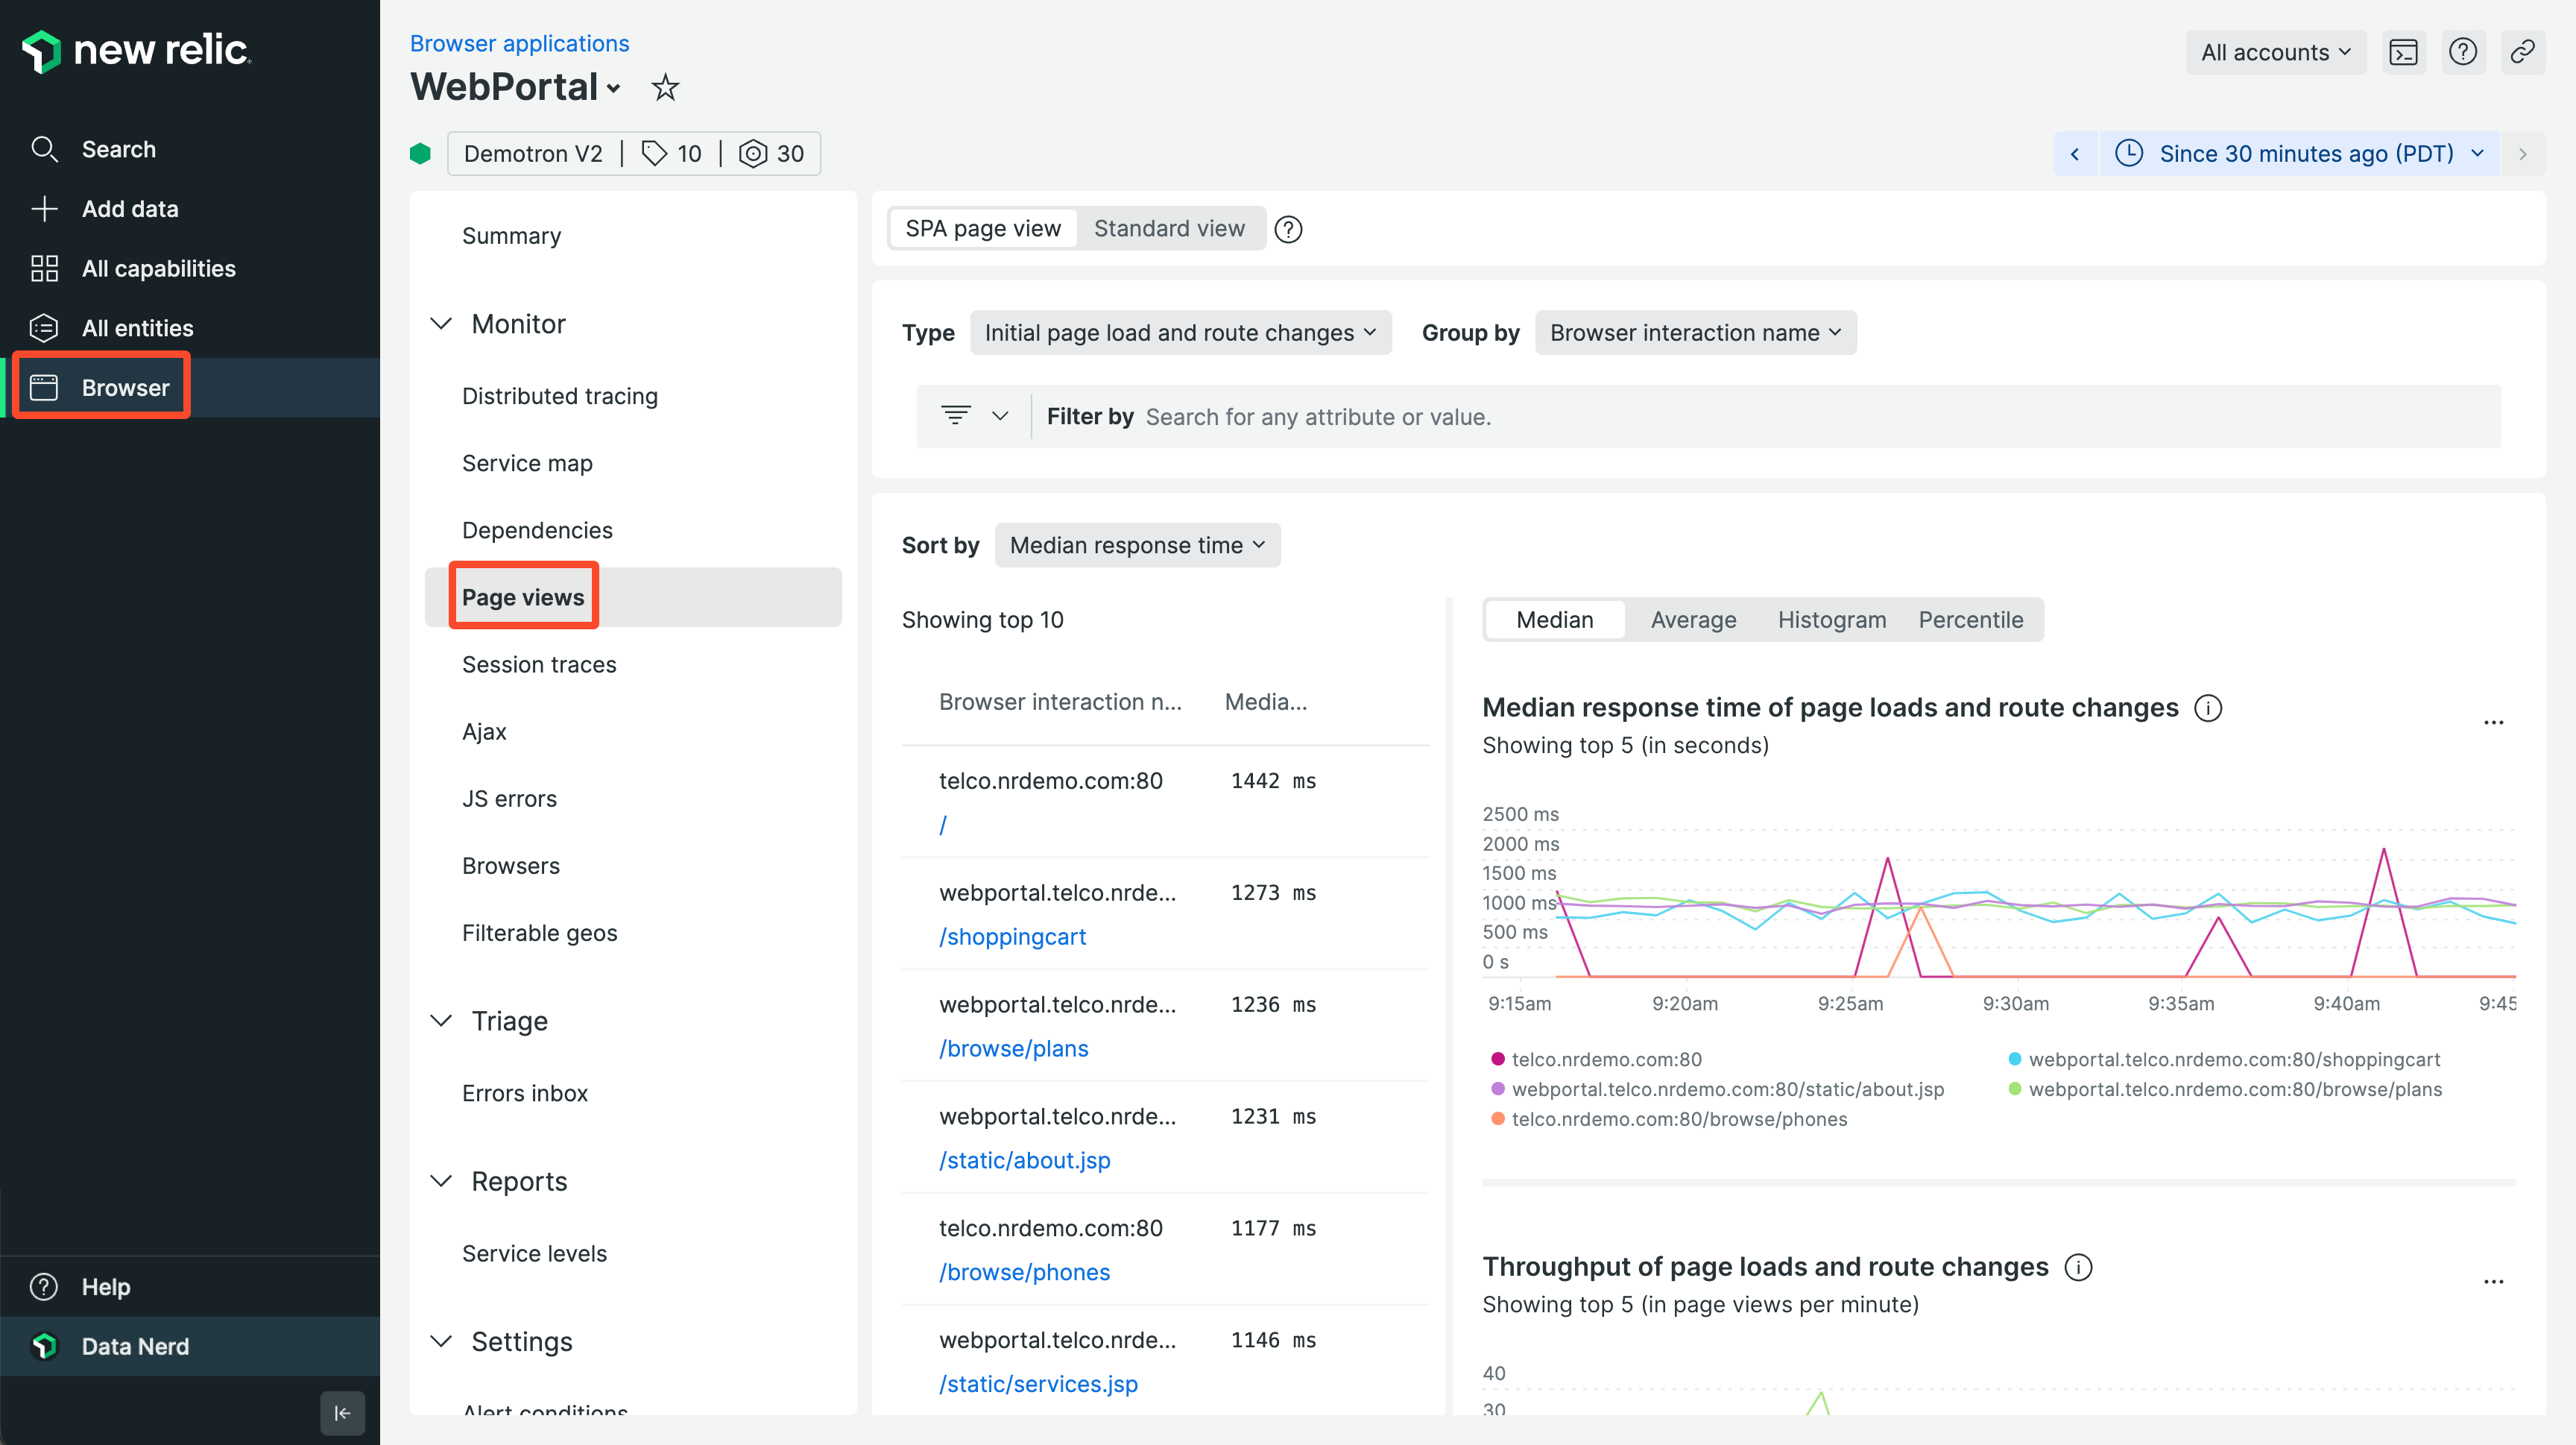 new relic
Search
Add data
All capabilities
All entities
Browser
Help
Data Nerd
Browser applications
WebPortal
Demotron V2 | 10 | 30
All accounts
Since 30 minutes ago (PDT)
Summary
Monitor
Distributed tracing
Service map
Dependencies
Page views
Session traces
Ajax
JS errors
Browsers
Filterable geos
Triage
Errors inbox
Reports
Service levels
Settings
Alert conditions
SPA page view Standard view
Type Initial page load and route changes Group by Browser interaction name
Filter by Search for any attribute or value.
Sort by Median response time
Showing top 10
Browser interaction n... Media...
telco.nrdemo.com:80 1442 ms
/
webportal.telco.nrde... 1273 ms
/shoppingcart
webportal.telco.nrde... 1236 ms
/browse/plans
webportal.telco.nrde... 1231 ms
/static/about.jsp
telco.nrdemo.com:80 1177 ms
/browse/phones
webportal.telco.nrde... 1146 ms
/static/services.jsp
Median Average Histogram Percentile
Median response time of page loads and route changes
Showing top 5 (in seconds)
2500 ms
2000 ms
1500 ms
1000 ms
500 ms
0 s
9:15am 9:20am 9:25am 9:30am 9:35am 9:40am 9:45
telco.nrdemo.com:80 webportal.telco.nrdemo.com:80/shoppingcart
webportal.telco.nrdemo.com:80/static/about.jsp webportal.telco.nrdemo.com:80/browse/plans
telco.nrdemo.com:80/browse/phones
Throughput of page loads and route changes
Showing top 5 (in page views per minute)
40
30